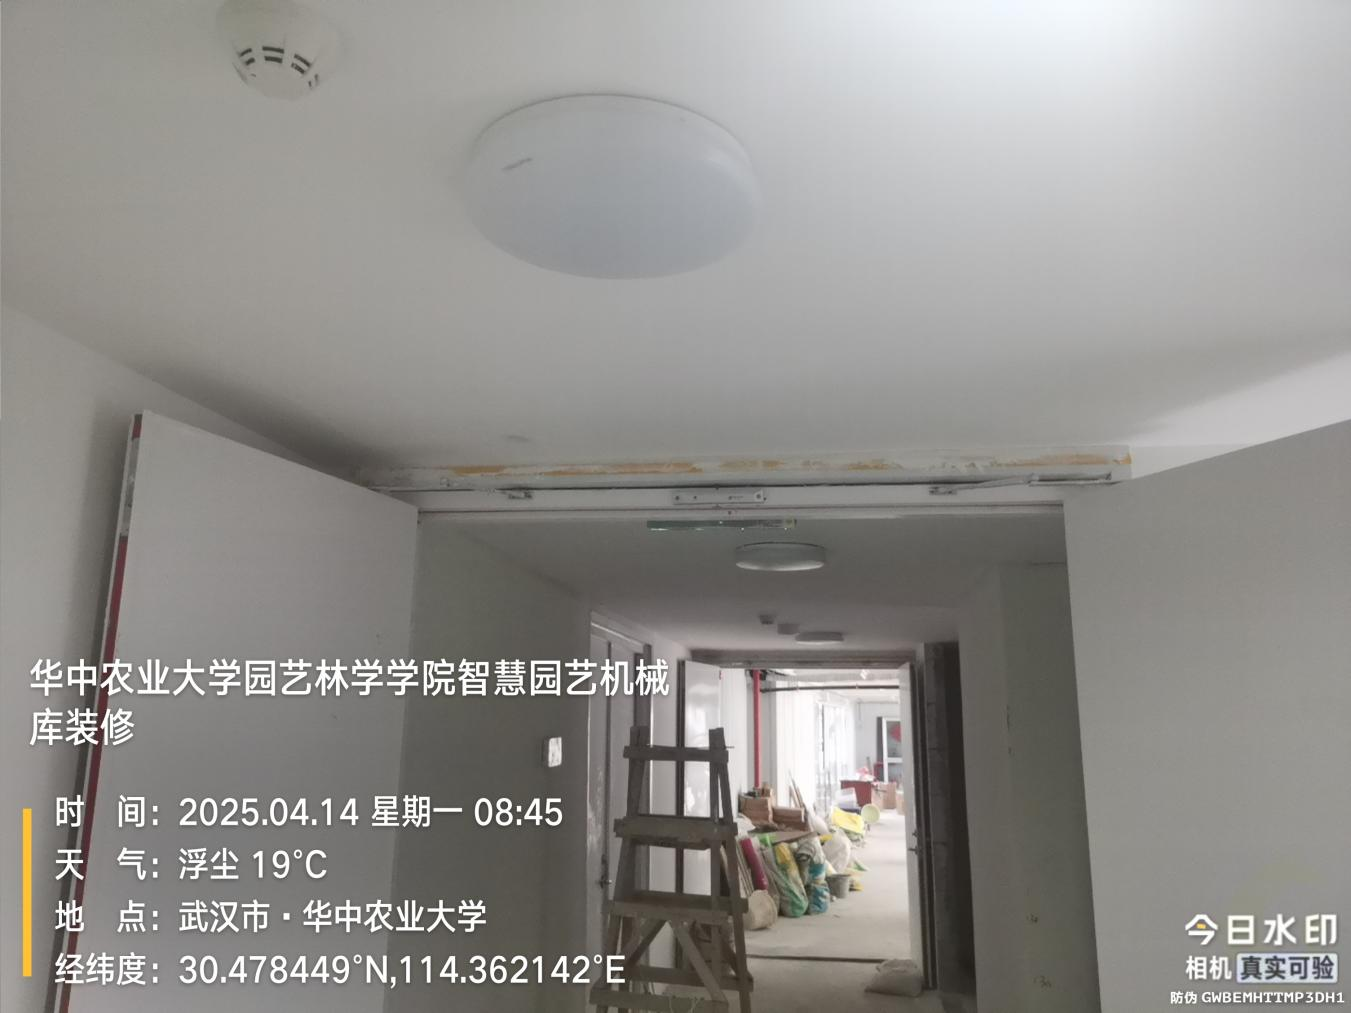 华中农业大学园艺林学学院智慧园艺机械
库装修
时 间：2025.04.14 星期一 08:45
天 气：浮尘 19°C
地 点：武汉市·华中农业大学
经纬度：30.478449°N,114.362142°E
今日水印
相机 真实可验
防伪 GWBEMHTTMP3DH1